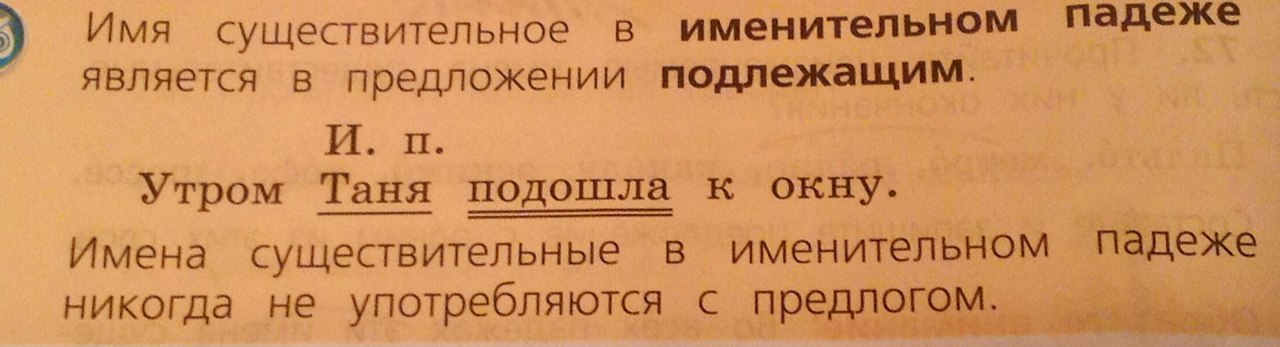 Имя существительное в именительном падеже
является в предложении подлежащим.
И. п.
Утром Таня подошла к окну.
Имена существительные в именительном падеже
никогда не употребляются с предлогом.